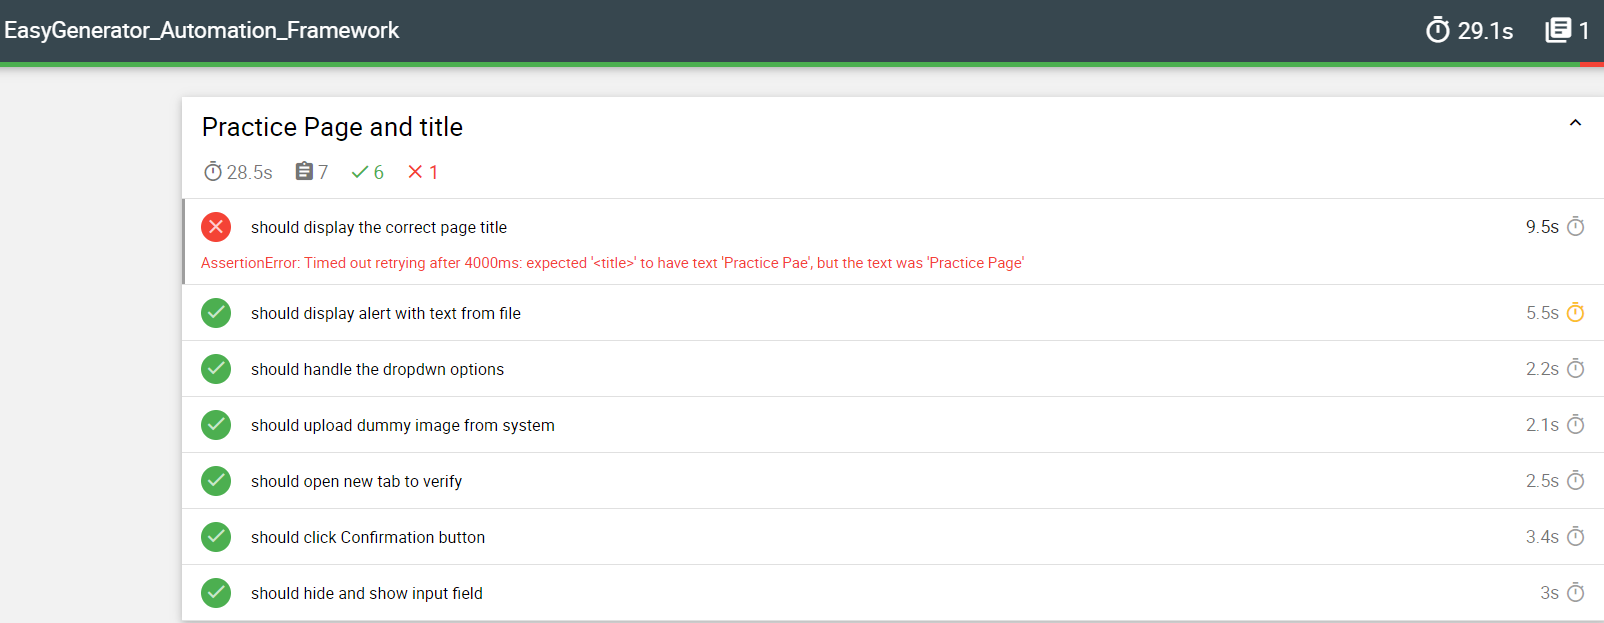 EasyGenerator_Automation_Framework 29.1s 1
Practice Page and title
28.5s 7 6 1
should display the correct page title 9.5s
AssertionError: Timed out retrying after 4000ms: expected '<title>' to have text 'Practice Pae', but the text was 'Practice Page'
should display alert with text from file 5.5s
should handle the dropdwn options 2.2s
should upload dummy image from system 2.1s
should open new tab to verify 2.5s
should click Confirmation button 3.4s
should hide and show input field 3s